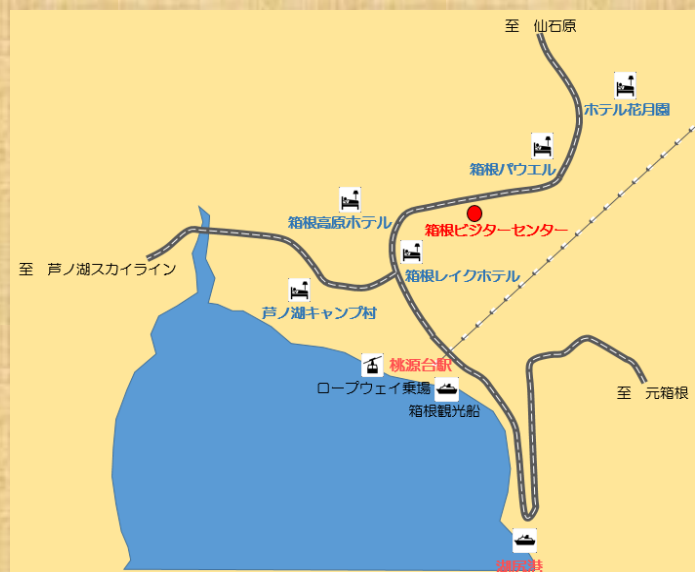 至 仙石原
ホテル花月園
箱根パウエル
箱根高原ホテル
箱根ビジターセンター
至 芦ノ湖スカイライン
箱根レイクホテル
芦ノ湖キャンプ村
桃源台駅
ロープウェイ乗場
箱根観光船
至 元箱根
湖尻港